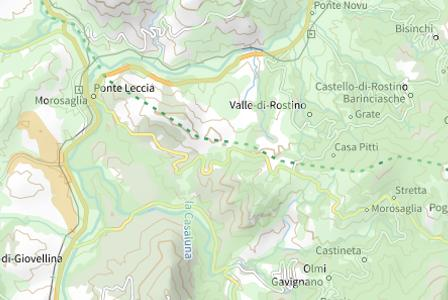 Ponte Novu
Bisinchi
Ponte Leccia
Morosaglia
Castello-di-Rostino
Barinciasche
Valle-di-Rostino
Grate
Casa Pitti
Stretta
Morosaglia
Pog
la Casaluna
di-Giovellina
Castineta
Olmi
Gavignano